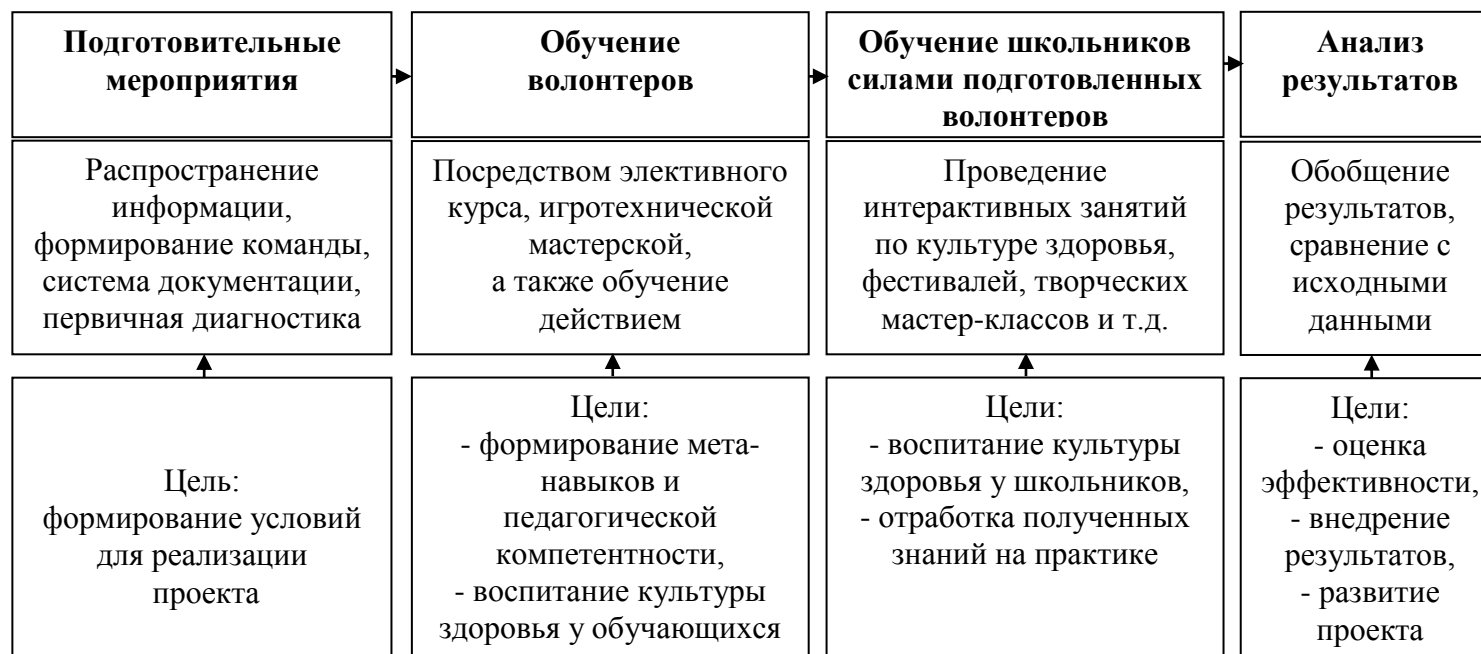 Подготовительные
мероприятия
Обучение
волонтеров
Обучение школьников
силами подготовленных
волонтеров
Анализ
результатов
Распространение
информации,
формирование команды,
система документации,
первичная диагностика
Посредством элективного
курса, игротехнической
мастерской,
а также обучение
действием
Проведение
интерактивных занятий
по культуре здоровья,
фестивалей, творческих
мастер-классов и т.д.
Обобщение
результатов,
сравнение с
исходными
данными
Цель:
формирование условий
для реализации
проекта
Цели:
- формирование мета-
навыков и
педагогической
компетентности,
- воспитание культуры
здоровья у обучающихся
Цели:
- воспитание культуры
здоровья у школьников,
- отработка полученных
знаний на практике
Цели:
- оценка
эффективности,
- внедрение
результатов,
- развитие
проекта